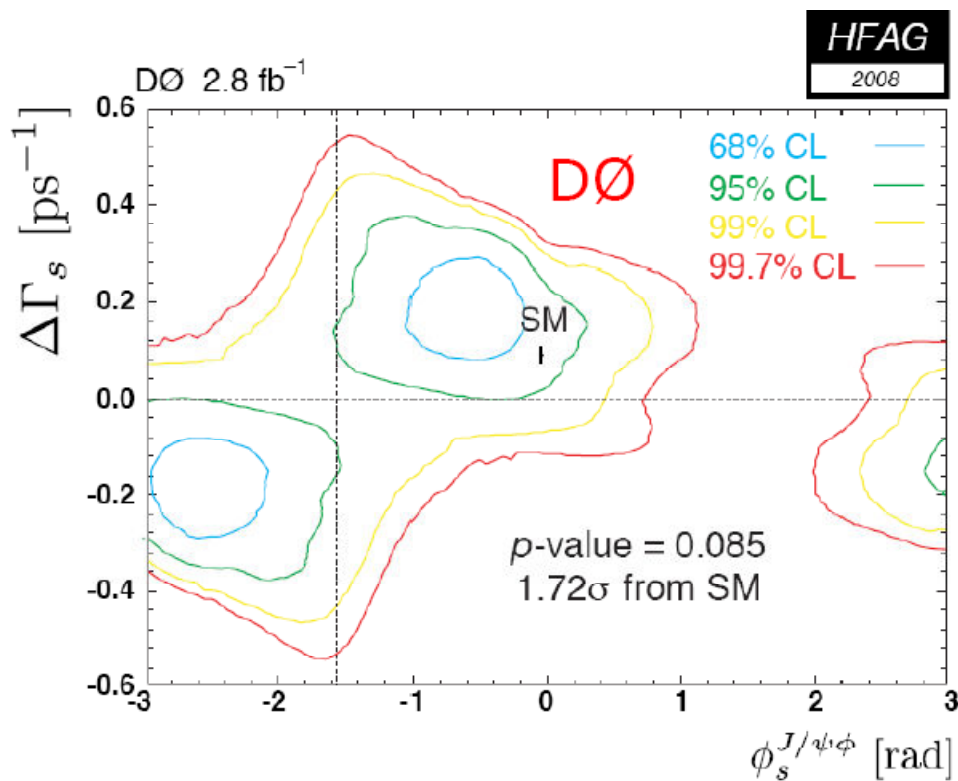 HFAG
2008
DØ 2.8 fb⁻¹
ΔΓₛ [ps⁻¹]
0.6
0.4
0.2
0.0
-0.2
-0.4
-0.6
DØ
68% CL
95% CL
99% CL
99.7% CL
SM
p-value = 0.085
1.72σ from SM
-3 -2 -1 0 1 2 3
ϕₛ^{J/ψϕ} [rad]